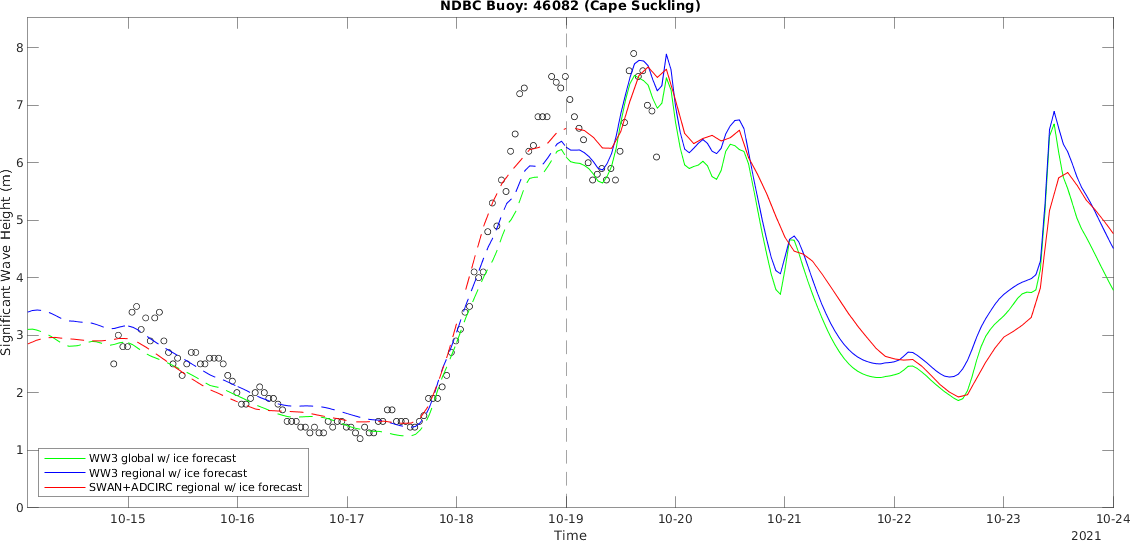 NDBC Buoy: 46082 (Cape Suckling)
Significant Wave Height (m)
8
7
6
5
4
3
2
1
0
WW3 global w/ ice forecast
WW3 regional w/ ice forecast
SWAN+ADCIRC regional w/ ice forecast
10-15 10-16 10-17 10-18 10-19 10-20 10-21 10-22 10-23 10-24
Time
2021